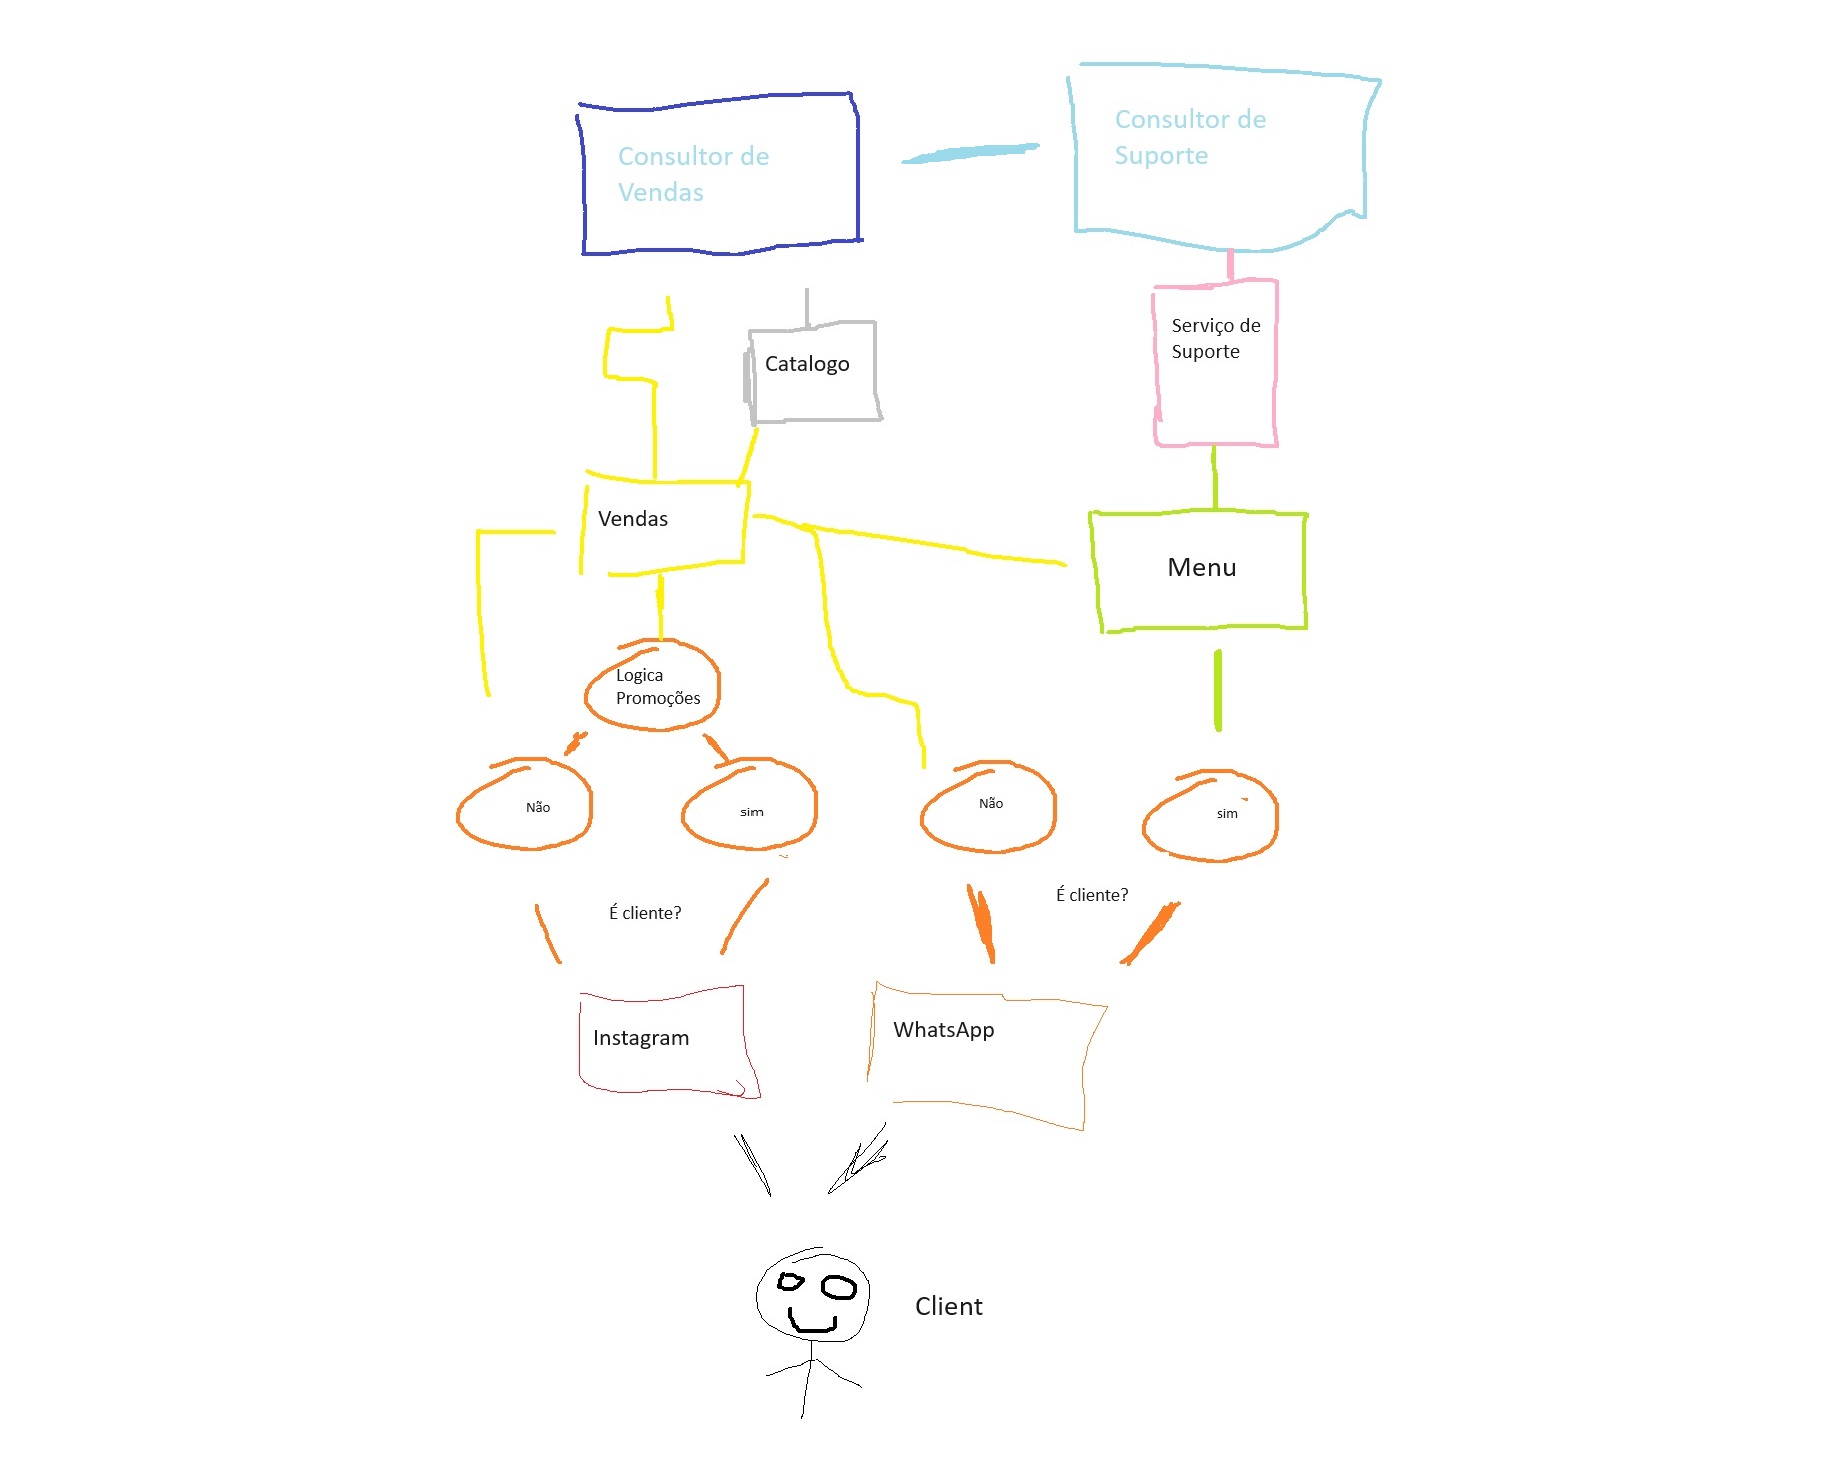 Consultor de
Vendas
Consultor de
Suporte
Catalogo
Serviço de
Suporte
Vendas
Menu
Logica
Promoções
Não
sim
Não
sim
É cliente?
É cliente?
Instagram
WhatsApp
Client